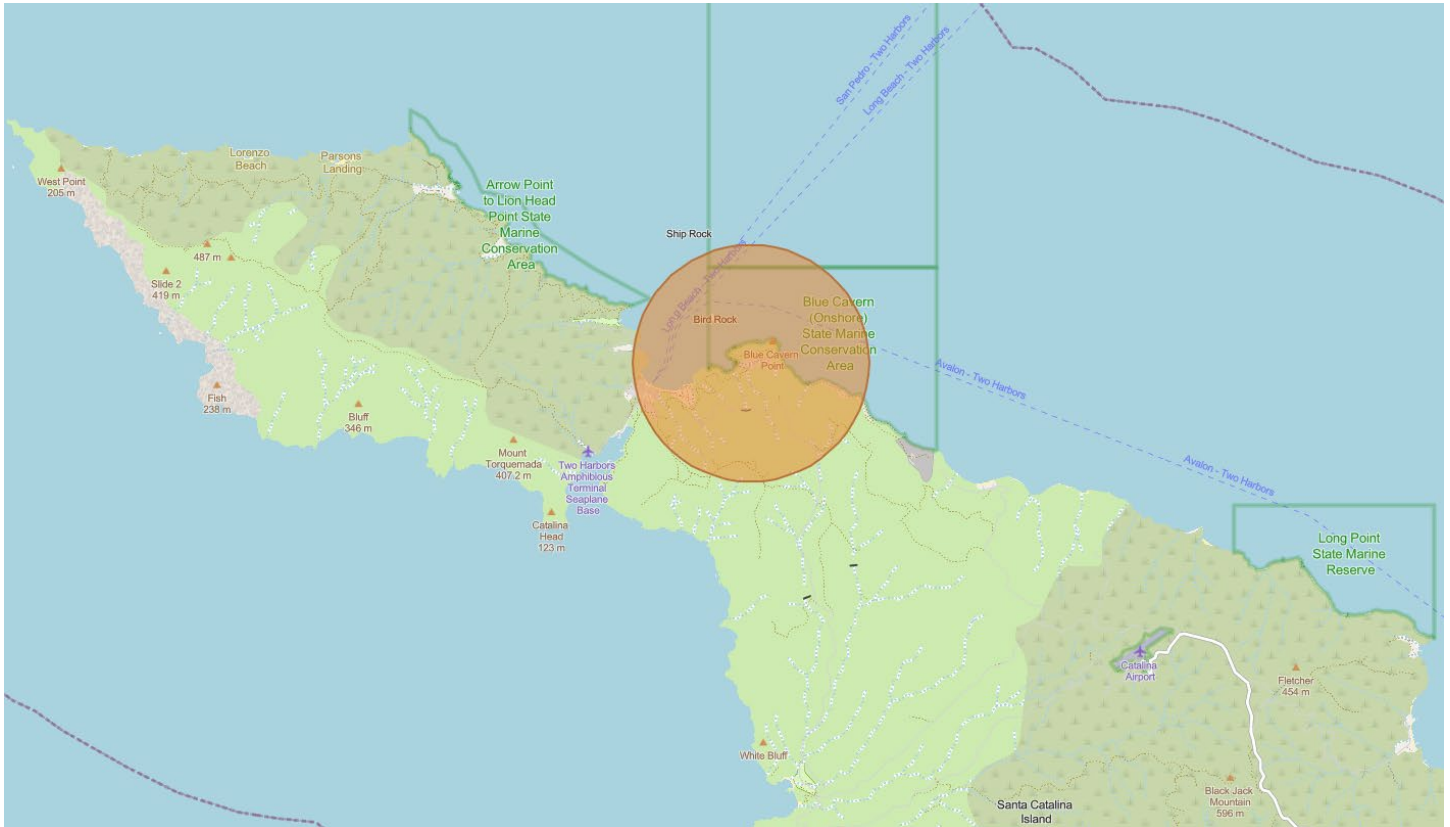 San Pedro - Two Harbors
Long Beach - Two Harbors
Lorenzo
Beach
Parsons
Landing
West Point
205 m
Arrow Point
to Lion Head
Point State
Marine
Conservation
Area
Ship Rock
487 m
Slide 2
419 m
Long Beach - Two Harbors
Bird Rock
Blue Cavern
(Onshore)
State Marine
Conservation
Area
Blue Cavern
Point
Avalon - Two Harbors
Fish
238 m
Bluff
346 m
Mount
Torquemada
407.2 m
Two Harbors
Amphibious
Terminal
Seaplane
Base
Catalina
Head
123 m
Avalon - Two Harbors
Long Point
State Marine
Reserve
Catalina
Airport
Fletcher
454 m
White Bluff
Black Jack
Mountain
596 m
Santa Catalina
Island